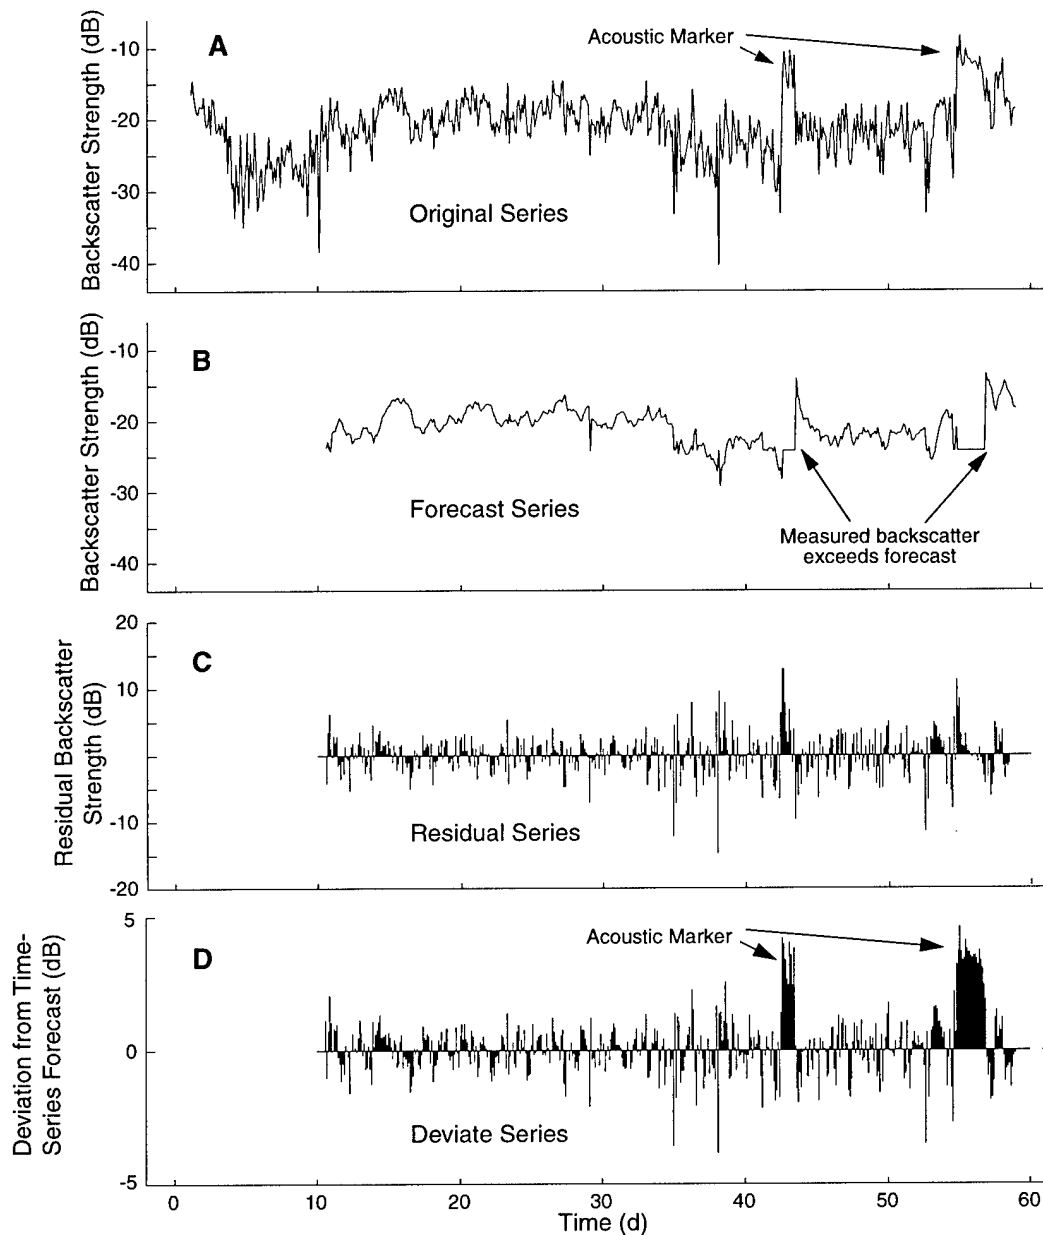 Backscatter Strength (dB)
A
Acoustic Marker
-10
-20
-30
-40
Original Series
Backscatter Strength (dB)
B
-10
-20
-30
-40
Forecast Series
Measured backscatter
exceeds forecast
Residual Backscatter
Strength (dB)
C
20
10
0
-10
-20
Residual Series
Deviation from Time-
Series Forecast (dB)
D
Acoustic Marker
5
0
-5
Deviate Series
0
10
20
30
40
50
60
Time (d)